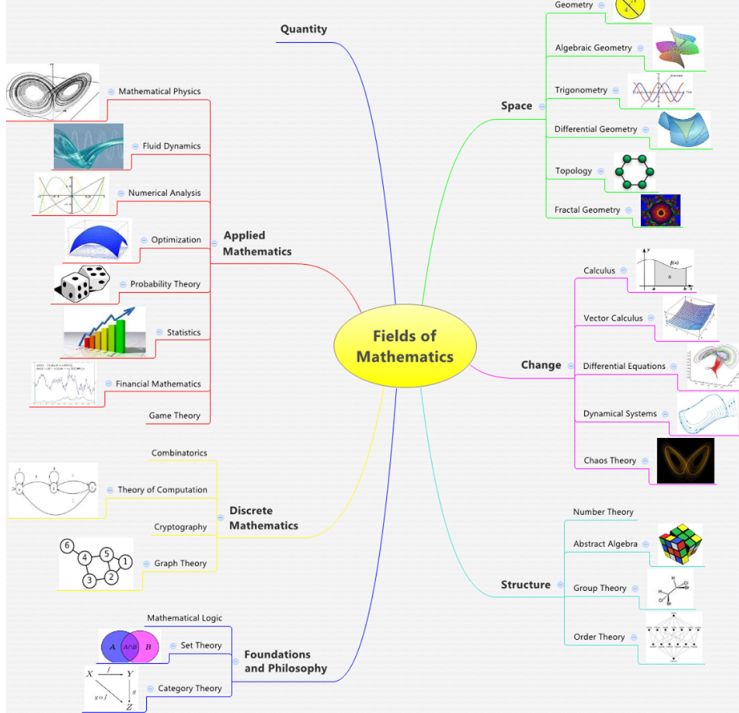 Quantity
Geometry
Algebraic Geometry
Trigonometry
Differential Geometry
Topology
Fractal Geometry
Space
Mathematical Physics
Fluid Dynamics
Numerical Analysis
Optimization
Probability Theory
Statistics
Financial Mathematics
Game Theory
Applied
Mathematics
Fields of
Mathematics
Calculus
y
f(x)
Vector Calculus
Differential Equations
Dynamical Systems
Chaos Theory
Change
Combinatorics
Theory of Computation
Cryptography
Graph Theory
6
4
5
1
3
2
Discrete
Mathematics
Number Theory
Abstract Algebra
Group Theory
Order Theory
Structure
Mathematical Logic
Set Theory
A
A∩B
B
Category Theory
X
f
Y
g∘f
g
Z
Foundations
and Philosophy